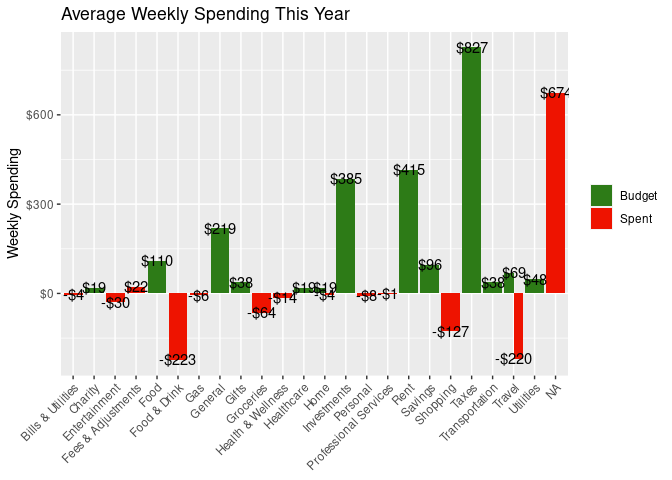 Average Weekly Spending This Year
Weekly Spending
$600
$300
$0
-$4
$19
-$30
$22
$110
-$223
-$6
$219
$38
-$64
-$14
$19
$19
-$4
$385
-$8
-$1
$415
$96
-$127
$827
$38
$69
-$220
$48
$674
Budget
Spent
Bills & Utilities
Charity
Entertainment
Fees & Adjustments
Food
Food & Drink
Gas
General
Gifts
Groceries
Health & Wellness
Healthcare
Home
Investments
Personal
Professional Services
Rent
Savings
Shopping
Taxes
Transportation
Travel
Utilities
NA